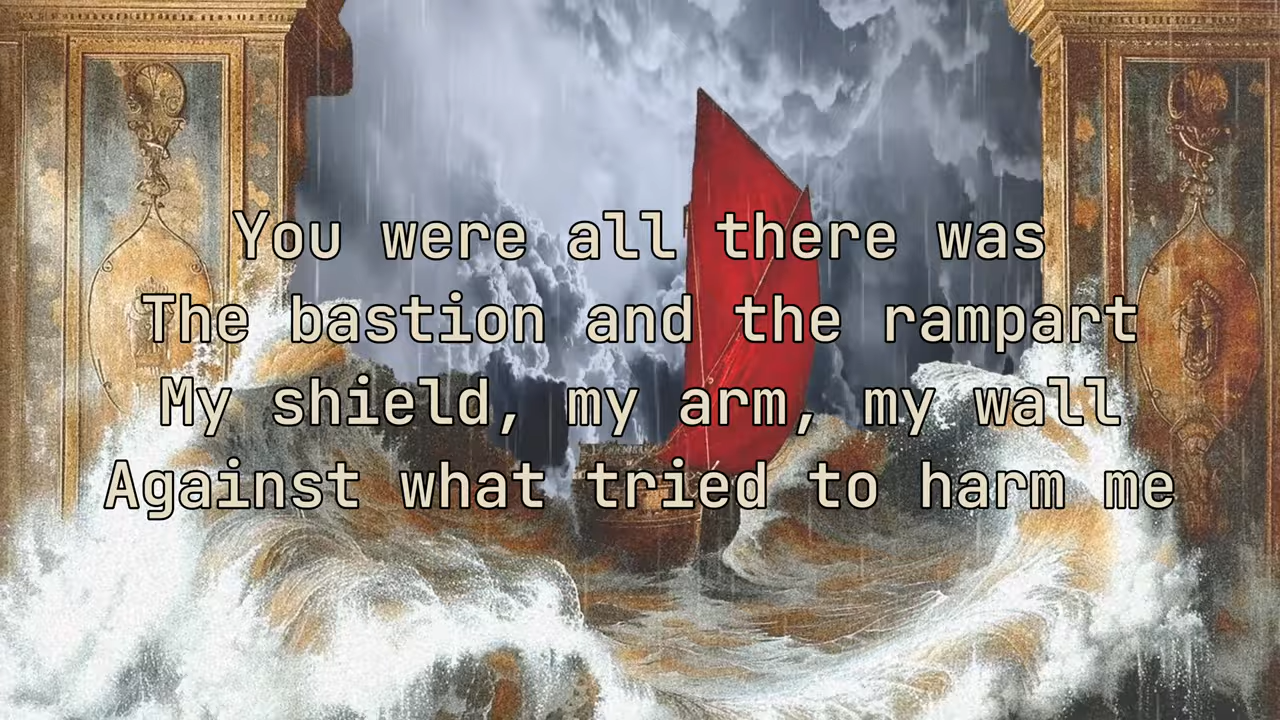 You were all there was
The bastion and the rampart
My shield, my arm, my wall
Against what tried to harm me